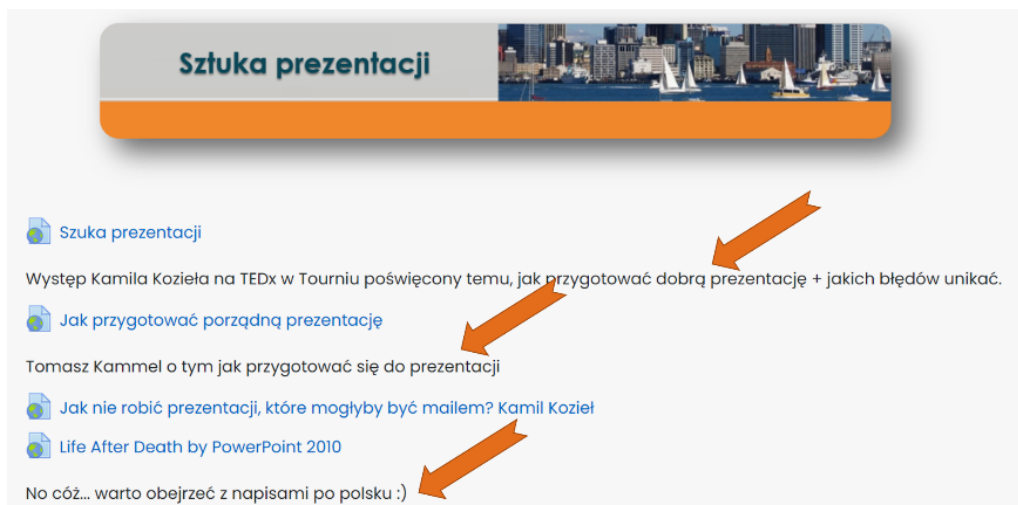 Sztuka prezentacji
Szuka prezentacji
Występ Kamila Kozieła na TEDx w Tourniu poświęcony temu, jak przygotować dobrą prezentację + jakich błędów unikać.
Jak przygotować porządną prezentację
Tomasz Kammel o tym jak przygotować się do prezentacji
Jak nie robić prezentacji, które mogłyby być mailem? Kamil Kozieł
Life After Death by PowerPoint 2010
No cóż... warto obejrzeć z napisami po polsku :)